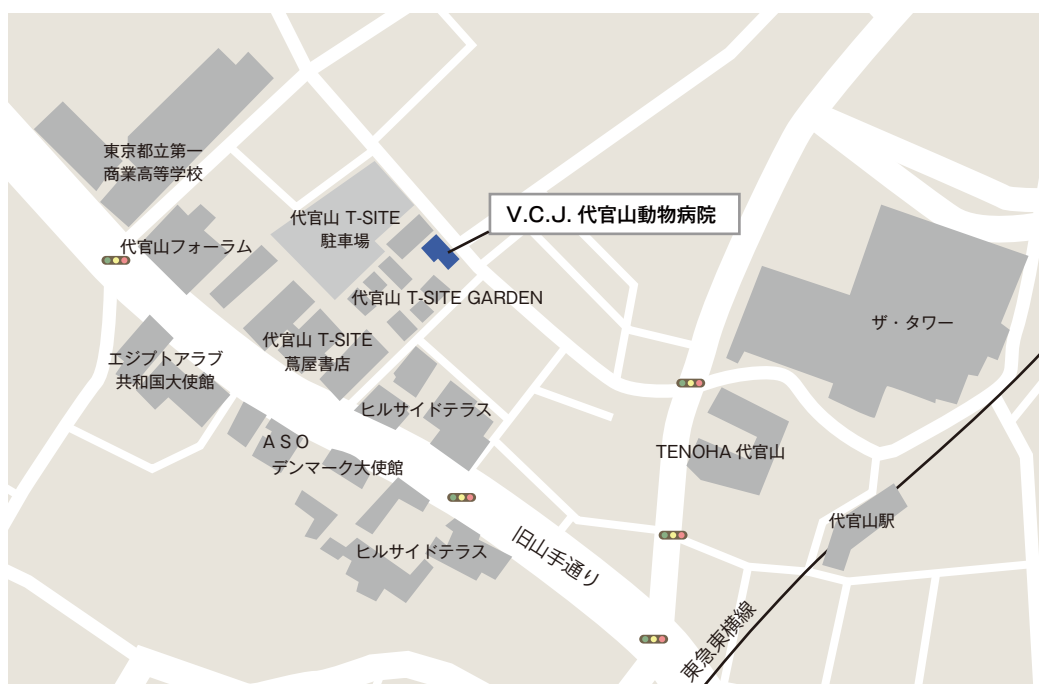 東京都立第一
商業高等学校
代官山 T-SITE
駐車場
V.C.J. 代官山動物病院
代官山フォーラム
代官山 T-SITE GARDEN
ザ・タワー
代官山 T-SITE
蔦屋書店
エジプトアラブ
共和国大使館
ヒルサイドテラス
ASO
デンマーク大使館
TENOHA 代官山
代官山駅
ヒルサイドテラス
旧山手通り
東急東横線